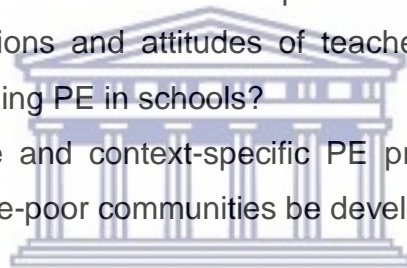 ions and attitudes of teache
ing PE in schools?
e and context-specific PE pr
e-poor communities be devel